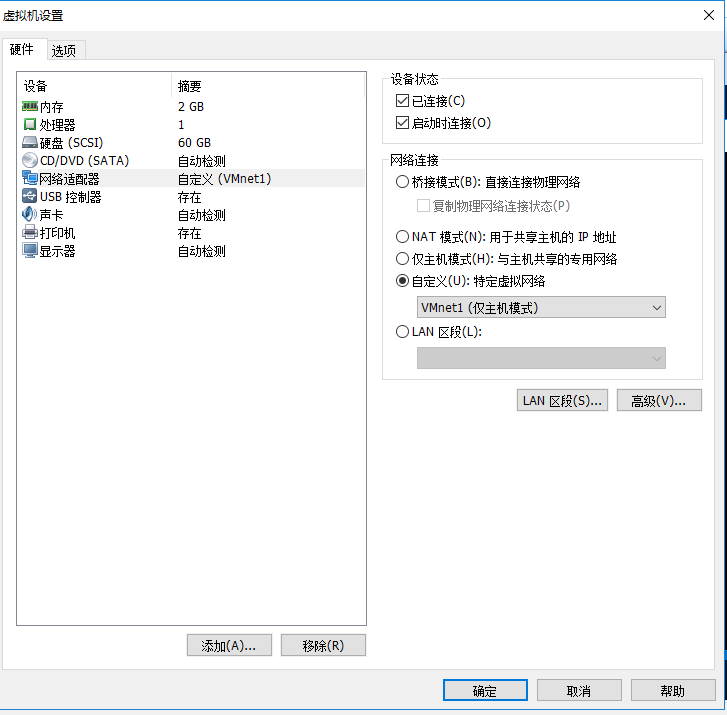 虚拟机设置
硬件 选项
设备 摘要
内存 2 GB
处理器 1
硬盘 (SCSI) 60 GB
CD/DVD (SATA) 自动检测
网络适配器 自定义 (VMnet1)
USB 控制器 存在
声卡 自动检测
打印机 存在
显示器 自动检测
添加(A)... 移除(R)
设备状态
已连接(C)
启动时连接(O)
网络连接
桥接模式(B): 直接连接物理网络
复制物理网络连接状态(P)
NAT 模式(N): 用于共享主机的 IP 地址
仅主机模式(H): 与主机共享的专用网络
自定义(U): 特定虚拟网络
VMnet1 (仅主机模式)
LAN 区段(L):
LAN 区段(S)... 高级(V)...
确定 取消 帮助